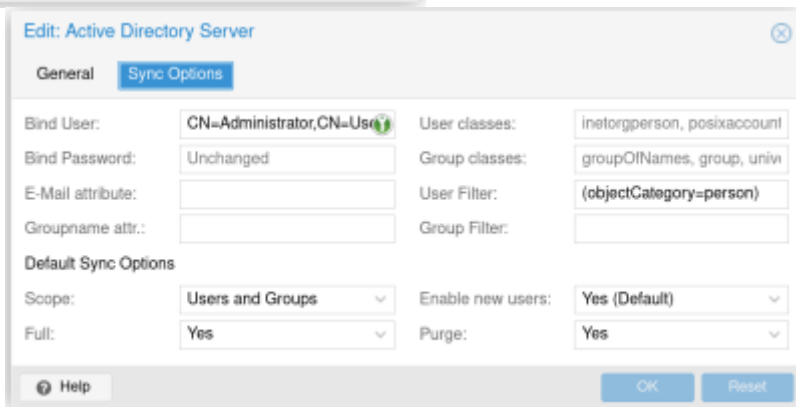 Edit: Active Directory Server
General Sync Options
Bind User: CN=Administrator,CN=Use User classes: inetorgperson, posixaccount
Bind Password: Unchanged Group classes: groupOfNames, group, univ
E-Mail attribute: User Filter: (objectCategory=person)
Groupname attr.: Group Filter:
Default Sync Options
Scope: Users and Groups Enable new users: Yes (Default)
Full: Yes Purge: Yes
Help OK Reset